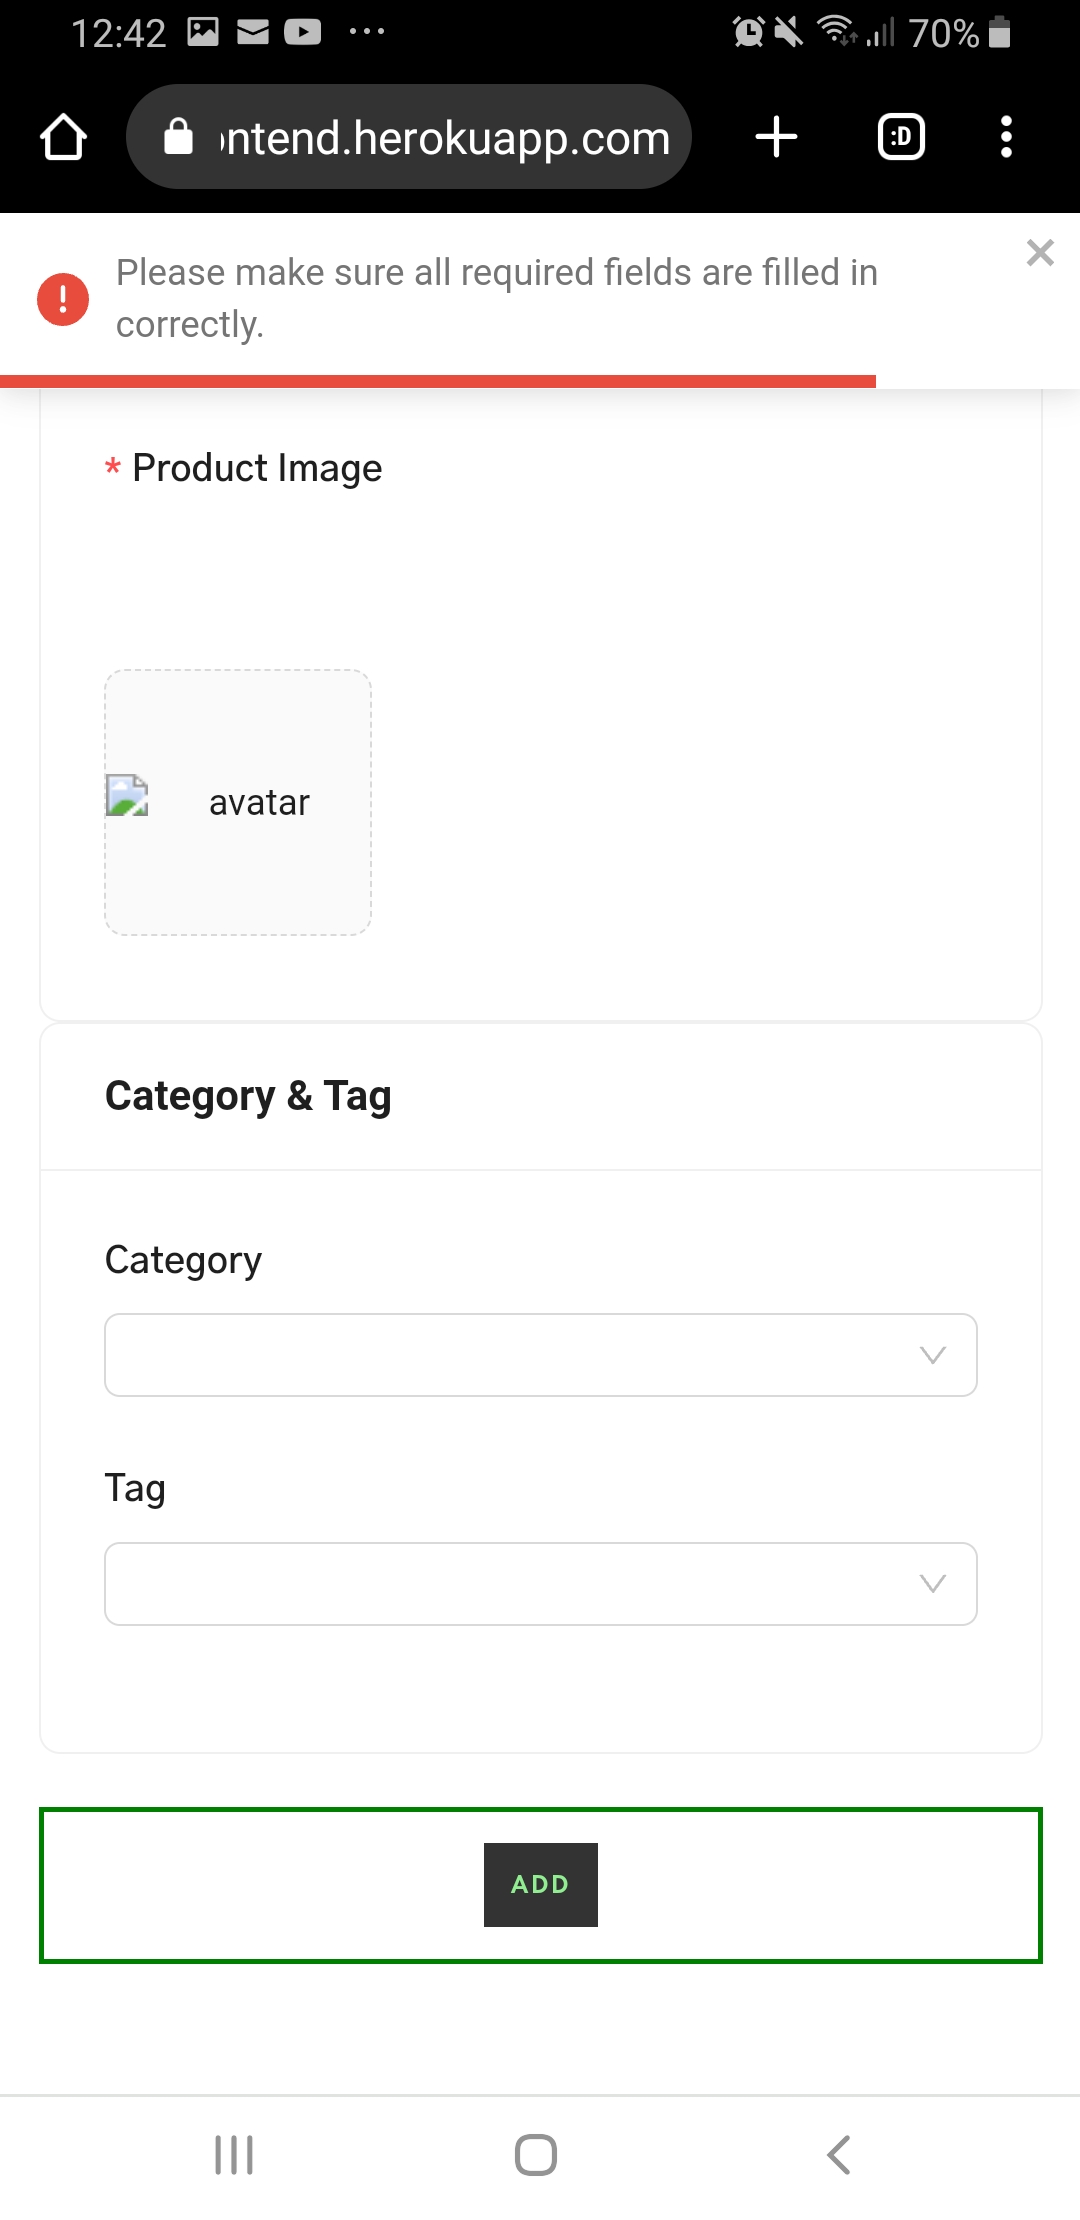 12:42
70%
ntend.herokuapp.com
:D
Please make sure all required fields are filled in
correctly.
* Product Image
avatar
Category & Tag
Category
Tag
ADD